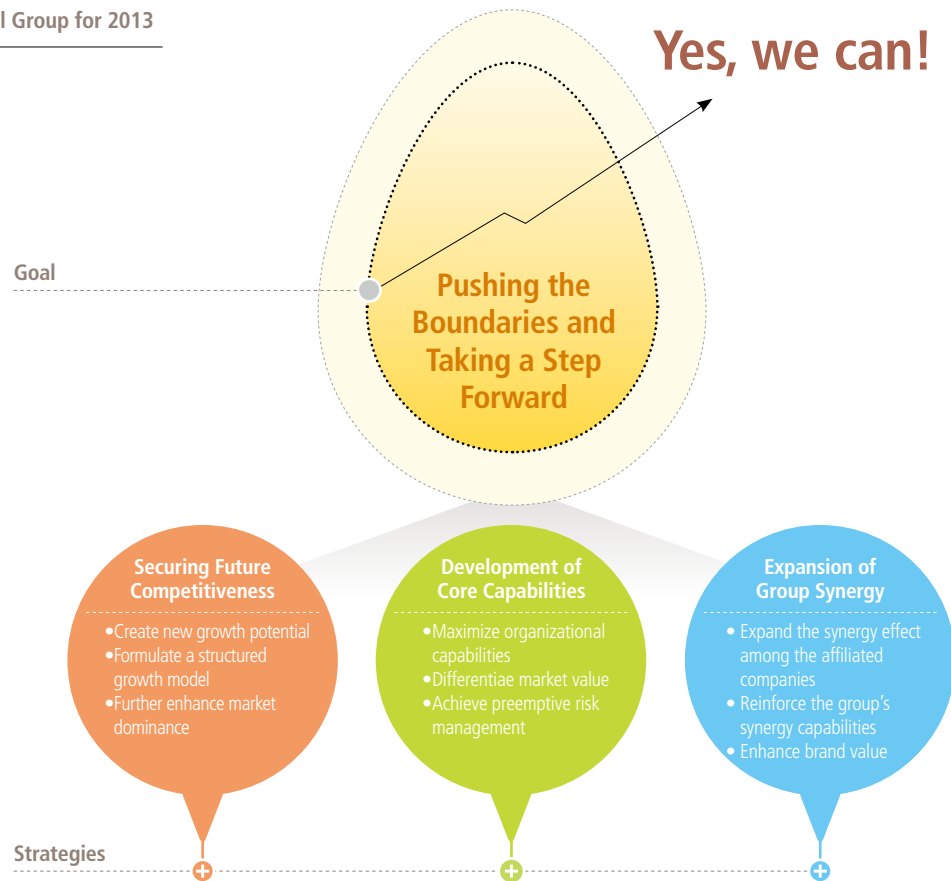 l Group for 2013
Yes, we can!
Goal
Pushing the
Boundaries and
Taking a Step
Forward
Securing Future
Competitiveness
•Create new growth potential
•Formulate a structured
growth model
•Further enhance market
dominance
Development of
Core Capabilities
•Maximize organizational
capabilities
•Differentiae market value
•Achieve preemptive risk
management
Expansion of
Group Synergy
• Expand the synergy effect
among the affiliated
companies
• Reinforce the group's
synergy capabilities
• Enhance brand value
Strategies